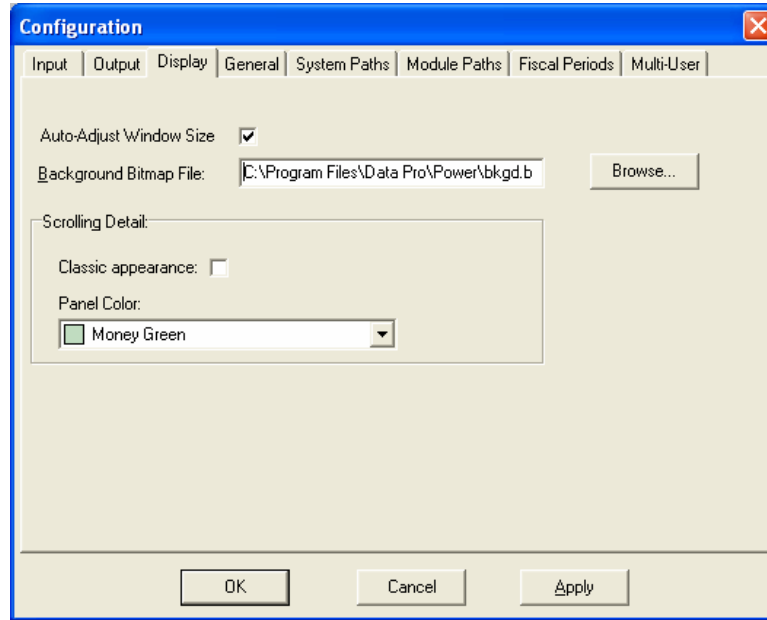 Configuration
Input Output Display General System Paths Module Paths Fiscal Periods Multi-User
Auto-Adjust Window Size
Background Bitmap File: C:\Program Files\Data Pro\Power\bkgd.b Browse...
Scrolling Detail:
Classic appearance:
Panel Color:
Money Green
OK Cancel Apply